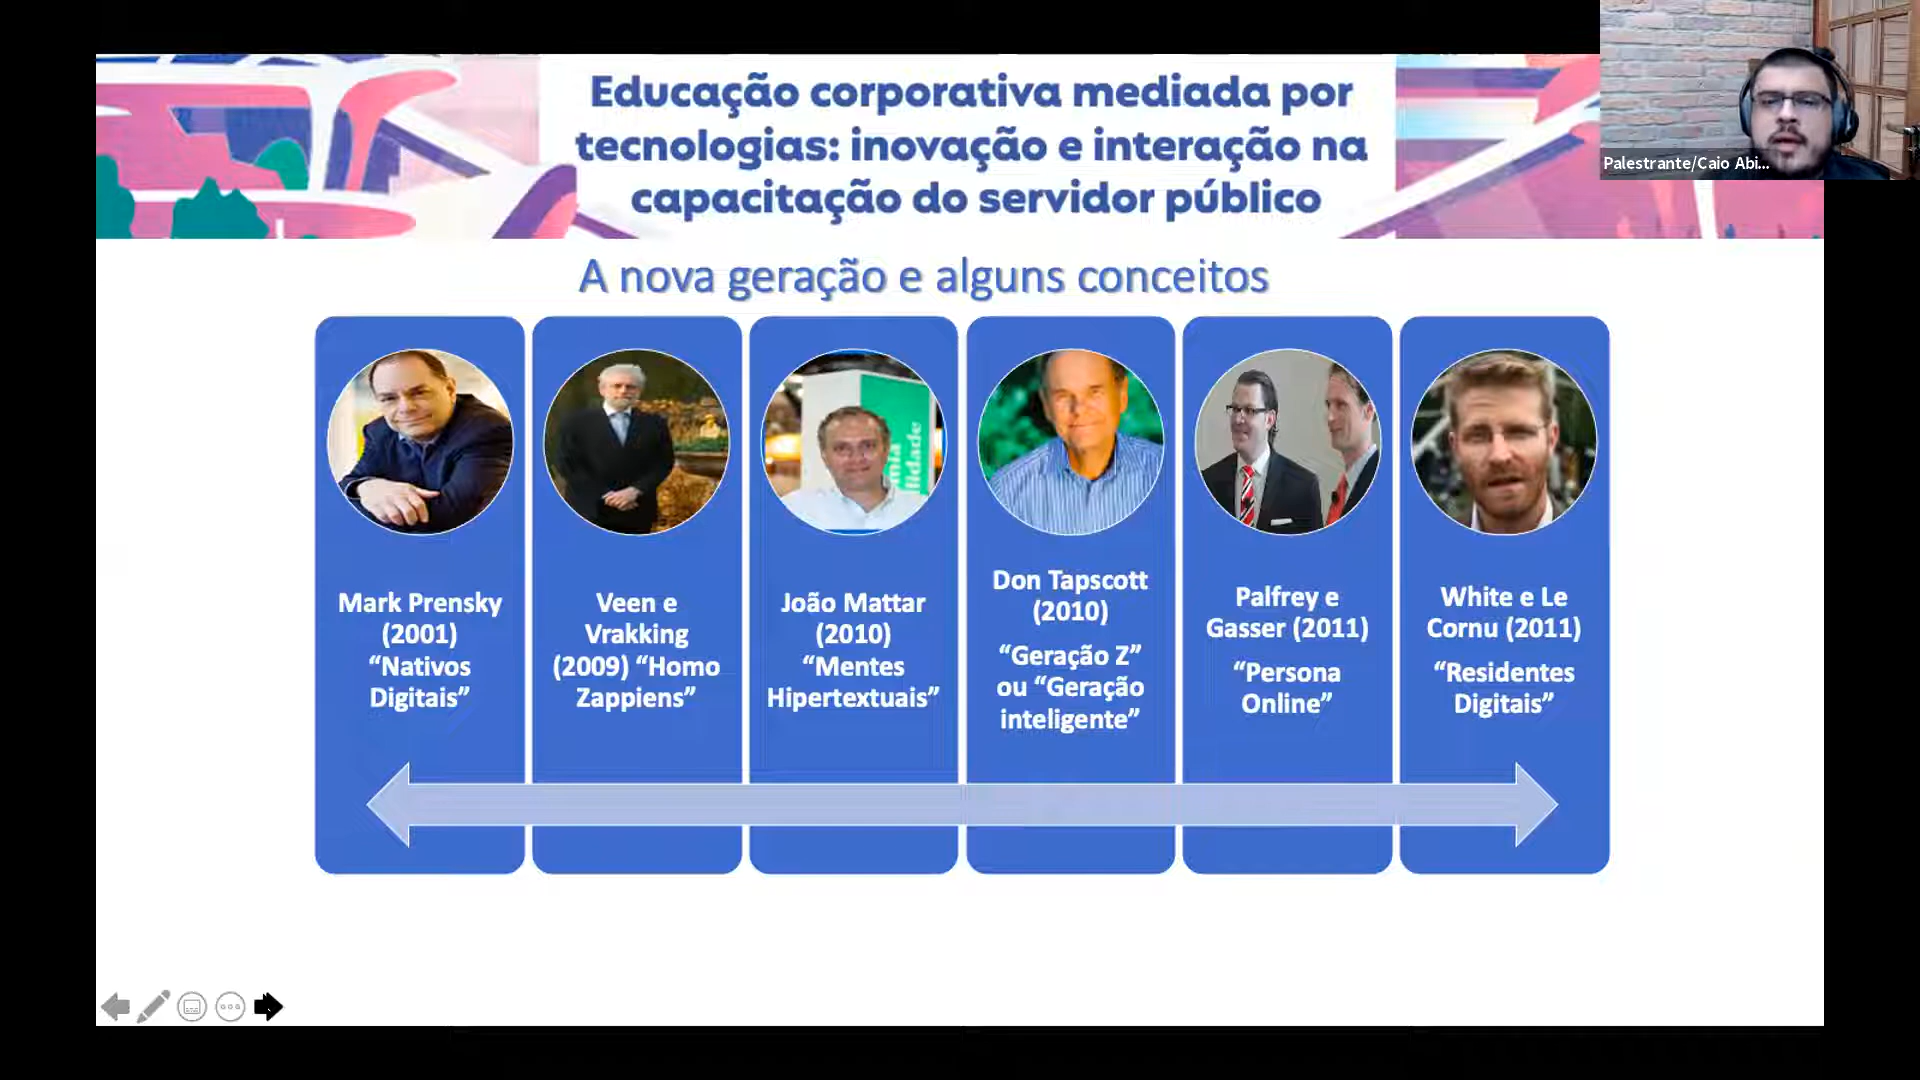 Educação corporativa mediada por
tecnologias: inovação e interação na
capacitação do servidor público
Palestrante/Caio Abi...
A nova geração e alguns conceitos
Mark Prensky
(2001)
“Nativos
Digitais”
Veen e
Vrakking
(2009) “Homo
Zappiens”
João Mattar
(2010)
“Mentes
Hipertextuais”
Don Tapscott
(2010)
“Geração Z”
ou “Geração
inteligente”
Palfrey e
Gasser (2011)
“Persona
Online”
White e Le
Cornu (2011)
“Residentes
Digitais”